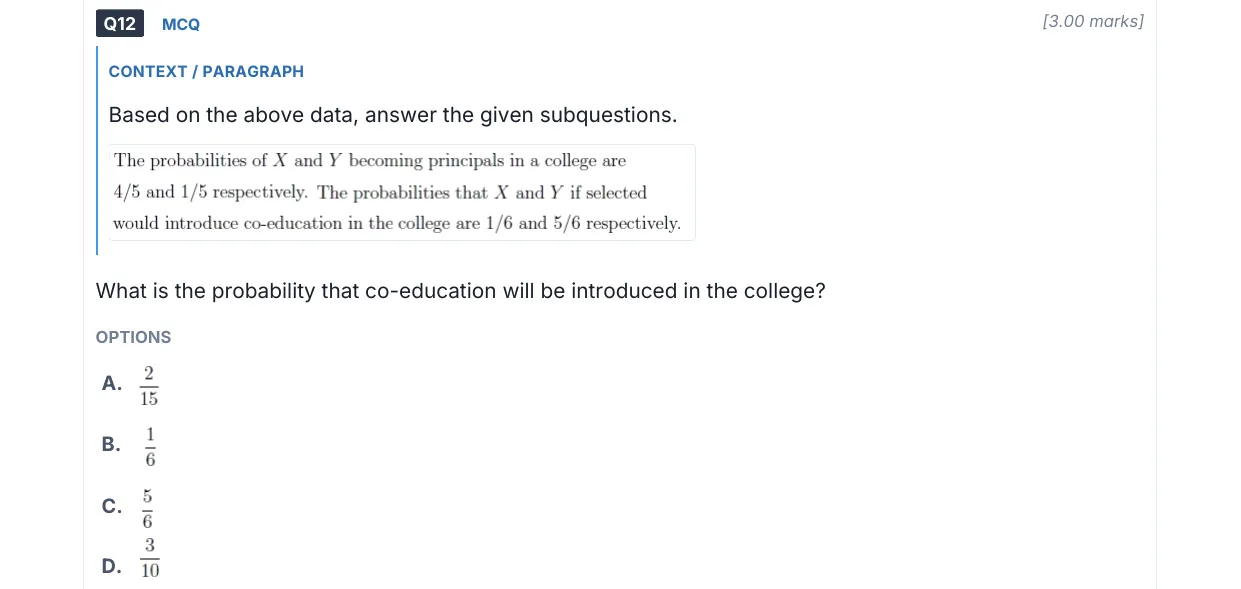 Q12 MCQ [3.00 marks]
CONTEXT / PARAGRAPH
Based on the above data, answer the given subquestions.
The probabilities of X and Y becoming principals in a college are
4/5 and 1/5 respectively. The probabilities that X and Y if selected
would introduce co-education in the college are 1/6 and 5/6 respectively.
What is the probability that co-education will be introduced in the college?
OPTIONS
A. 2/15
B. 1/6
C. 5/6
D. 3/10